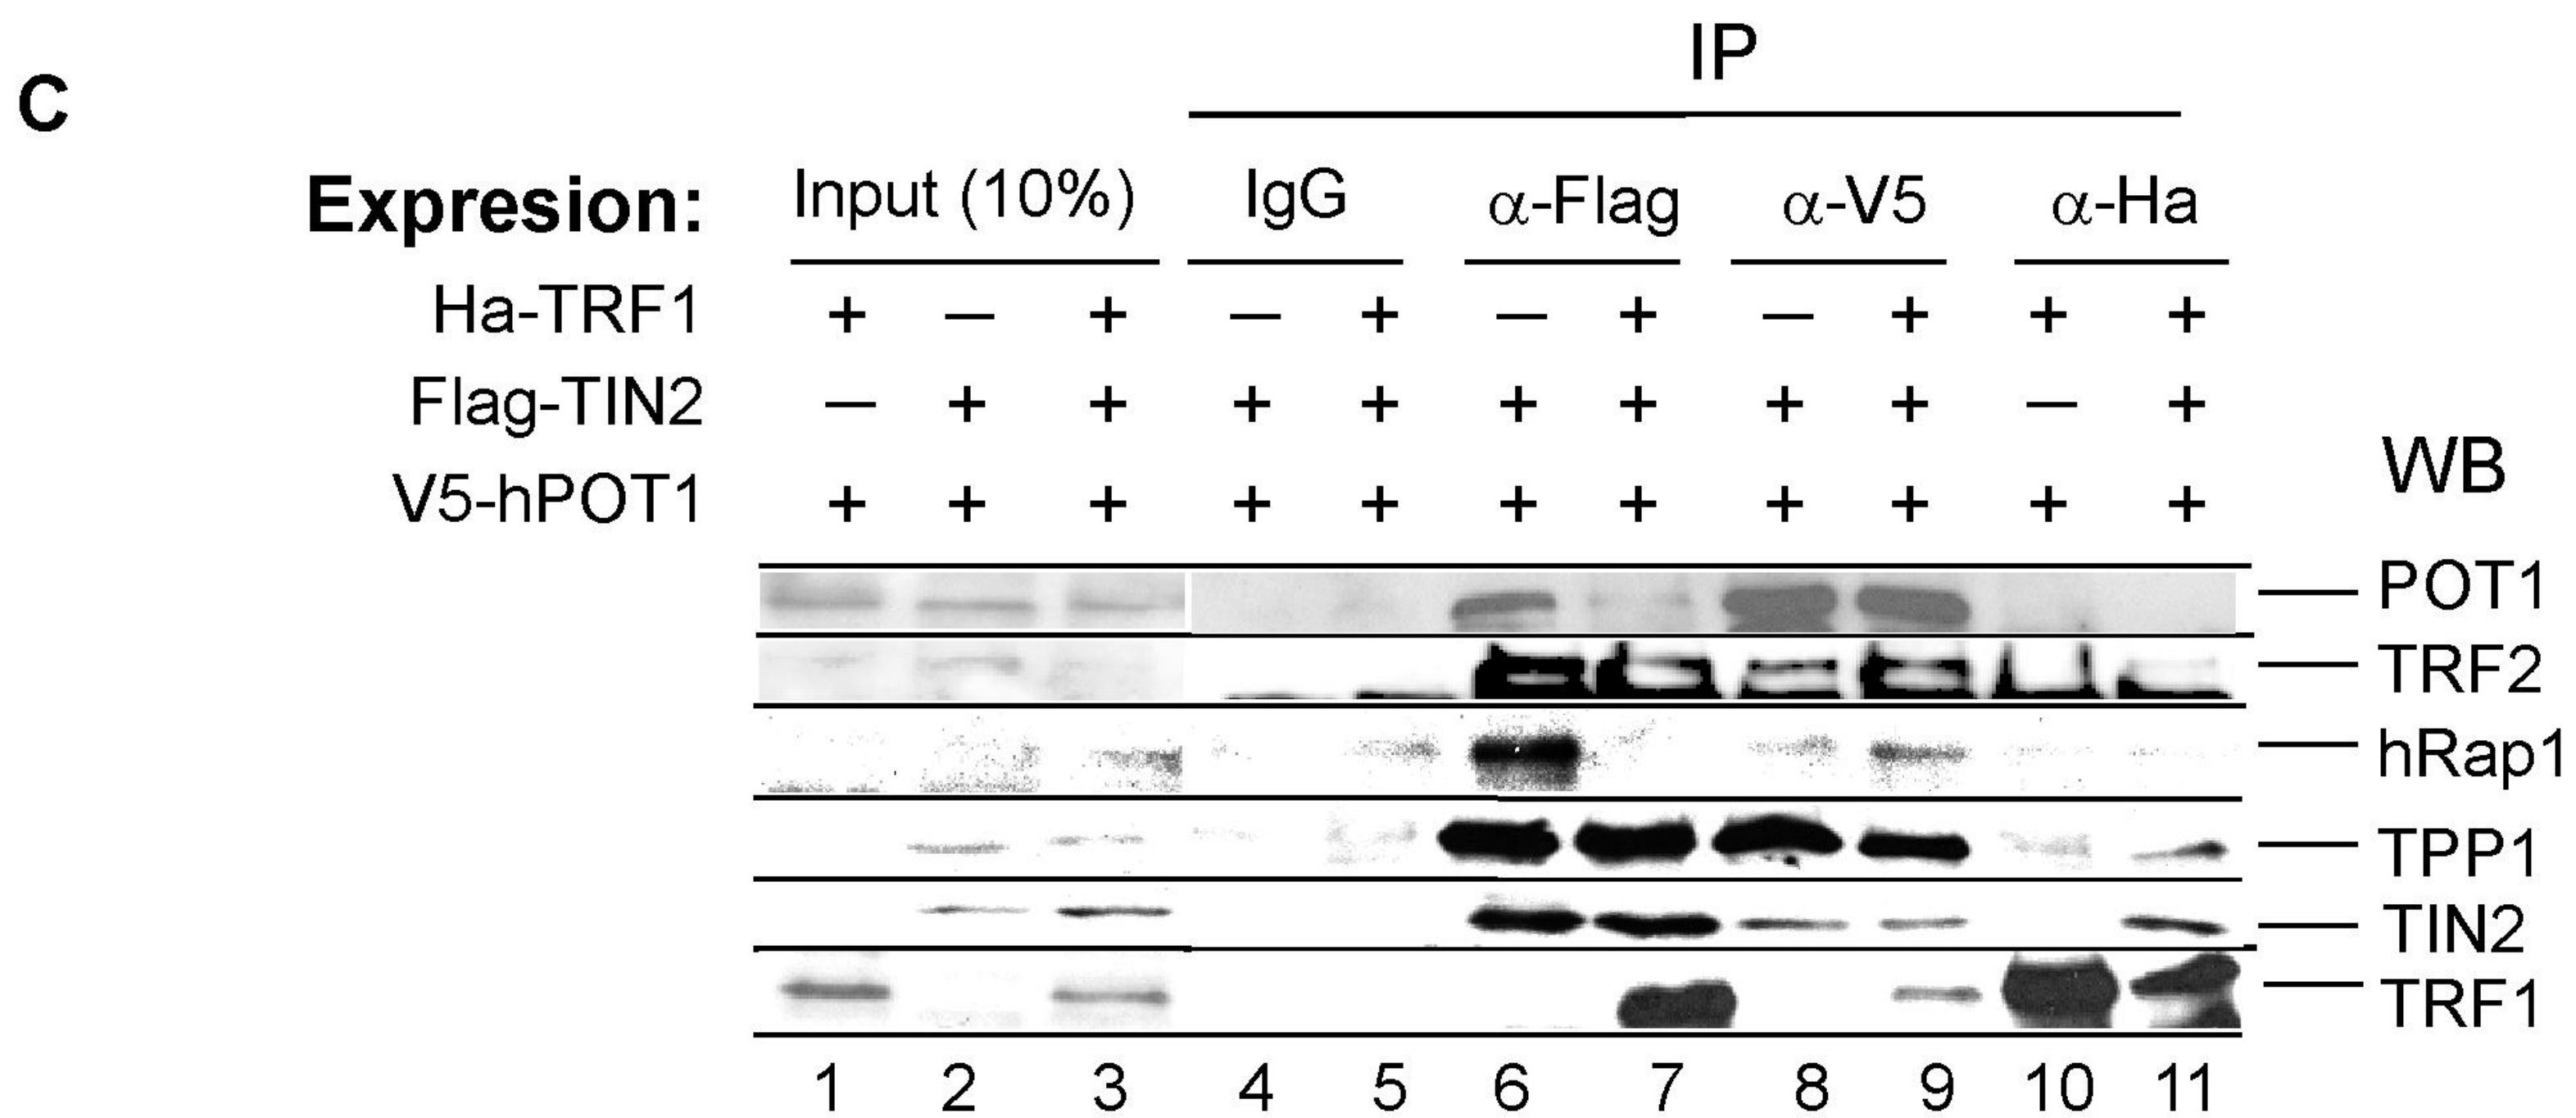 IP
C
Expresion: Input (10%) IgG α-Flag α-V5 α-Ha
Ha-TRF1 + — + — + — + — + + +
Flag-TIN2 — + + + + + + + + — +
V5-hPOT1 + + + + + + + + + + +
WB
POT1
TRF2
hRap1
TPP1
TIN2
TRF1
1 2 3 4 5 6 7 8 9 10 11